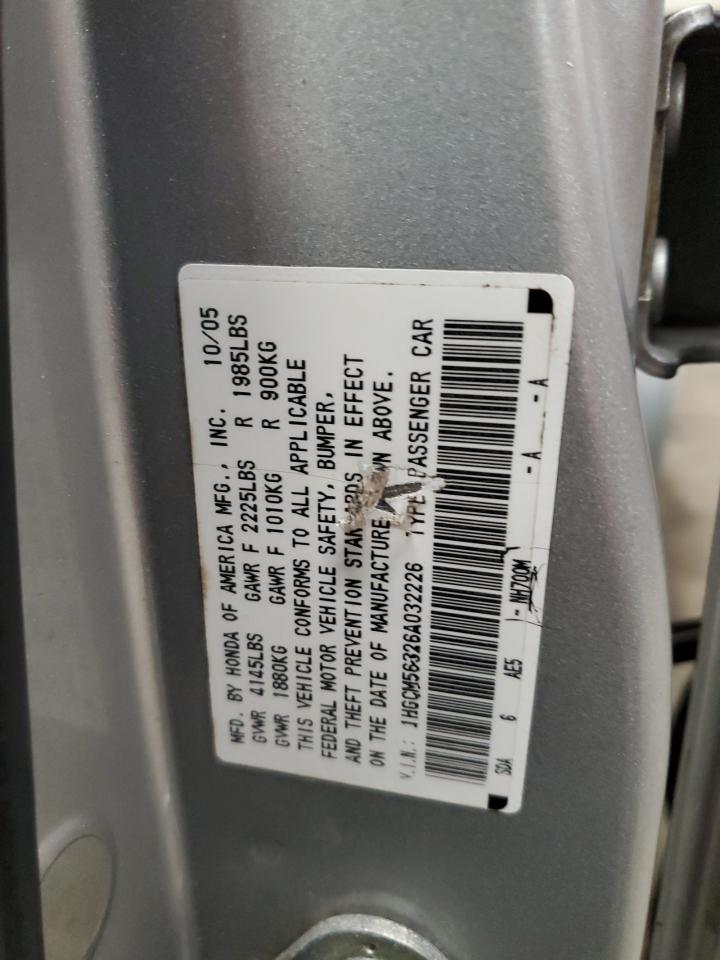 MFD. BY HONDA OF AMERICA MFG., INC. 10/05
GVWR 4145LBS GAWR F 2225LBS R 1985LBS
GVWR 1880KG GAWR F 1010KG R 900KG
THIS VEHICLE CONFORMS TO ALL APPLICABLE
FEDERAL MOTOR VEHICLE SAFETY, BUMPER,
AND THEFT PREVENTION STANDARDS IN EFFECT
ON THE DATE OF MANUFACTURE SHOWN ABOVE.
V.I.N.: 1HGCM56326A032226 TYPE: PASSENGER CAR
SDA 6 AE5 - NH700M - A - A